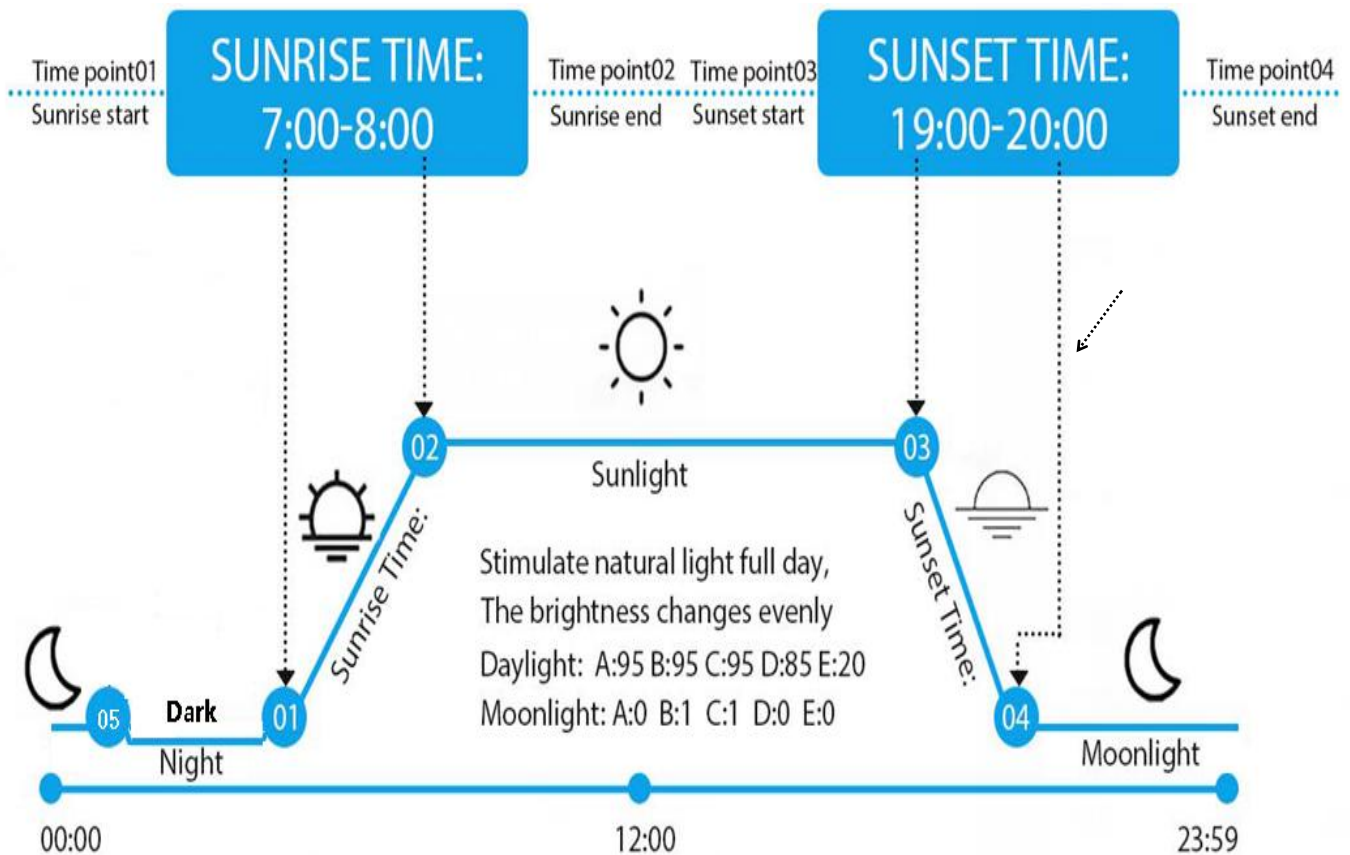 Time point01
Sunrise start
SUNRISE TIME:
7:00-8:00
Time point02
Sunrise end
Time point03
Sunset start
SUNSET TIME:
19:00-20:00
Time point04
Sunset end
02
03
Sunlight
Sunrise Time:
Sunset Time:
Stimulate natural light full day,
The brightness changes evenly
Daylight: A:95 B:95 C:95 D:85 E:20
Moonlight: A:0 B:1 C:1 D:0 E:0
05
Dark
01
04
Night
Moonlight
00:00
12:00
23:59